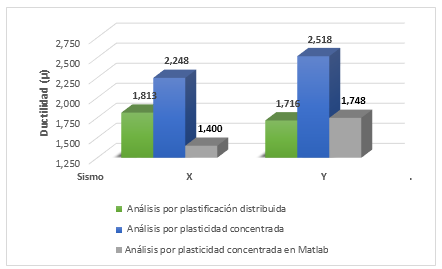 Ductilidad (µ)
2,750
2,500
2,250
2,000
1,750
1,500
1,250
1,813
2,248
1,400
1,716
2,518
1,748
Sismo X Y .
Análisis por plastificación distribuida
Análisis por plasticidad concentrada
Análisis por plasticidad concentrada en Matlab